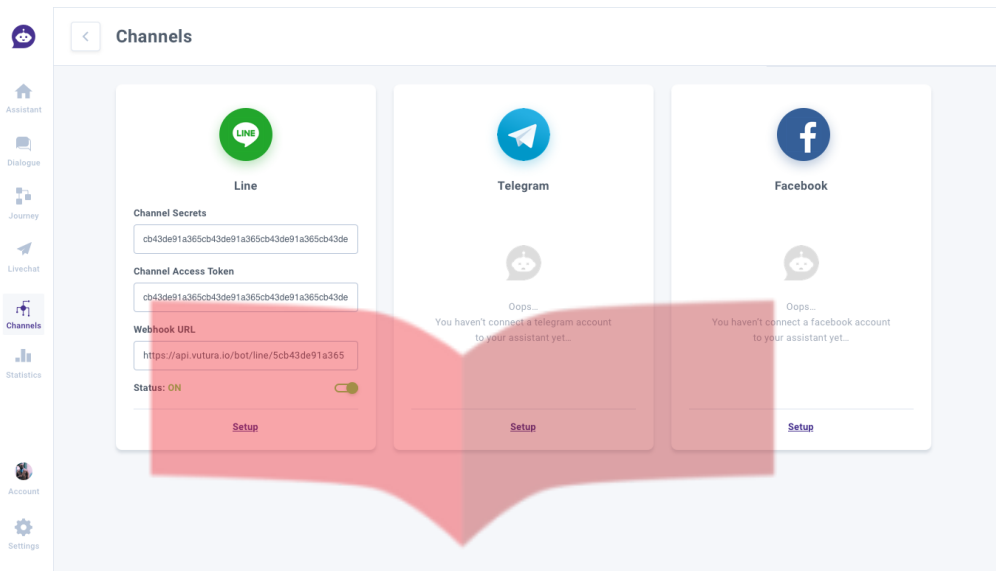 Channels
Assistant
Dialogue
Journey
Livechat
Channels
Statistics
Account
Settings
LINE
Line
Channel Secrets
cb43de91a365cb43de91a365cb43de91a365cb43de
Channel Access Token
cb43de91a365cb43de91a365cb43de91a365cb43de
Webhook URL
https://api.vutura.io/bot/line/5cb43de91a365
Status: ON
Setup
Telegram
Oops...
You haven't connect a telegram account
to your assistant yet...
Setup
Facebook
Oops...
You haven't connect a facebook account
to your assistant yet...
Setup